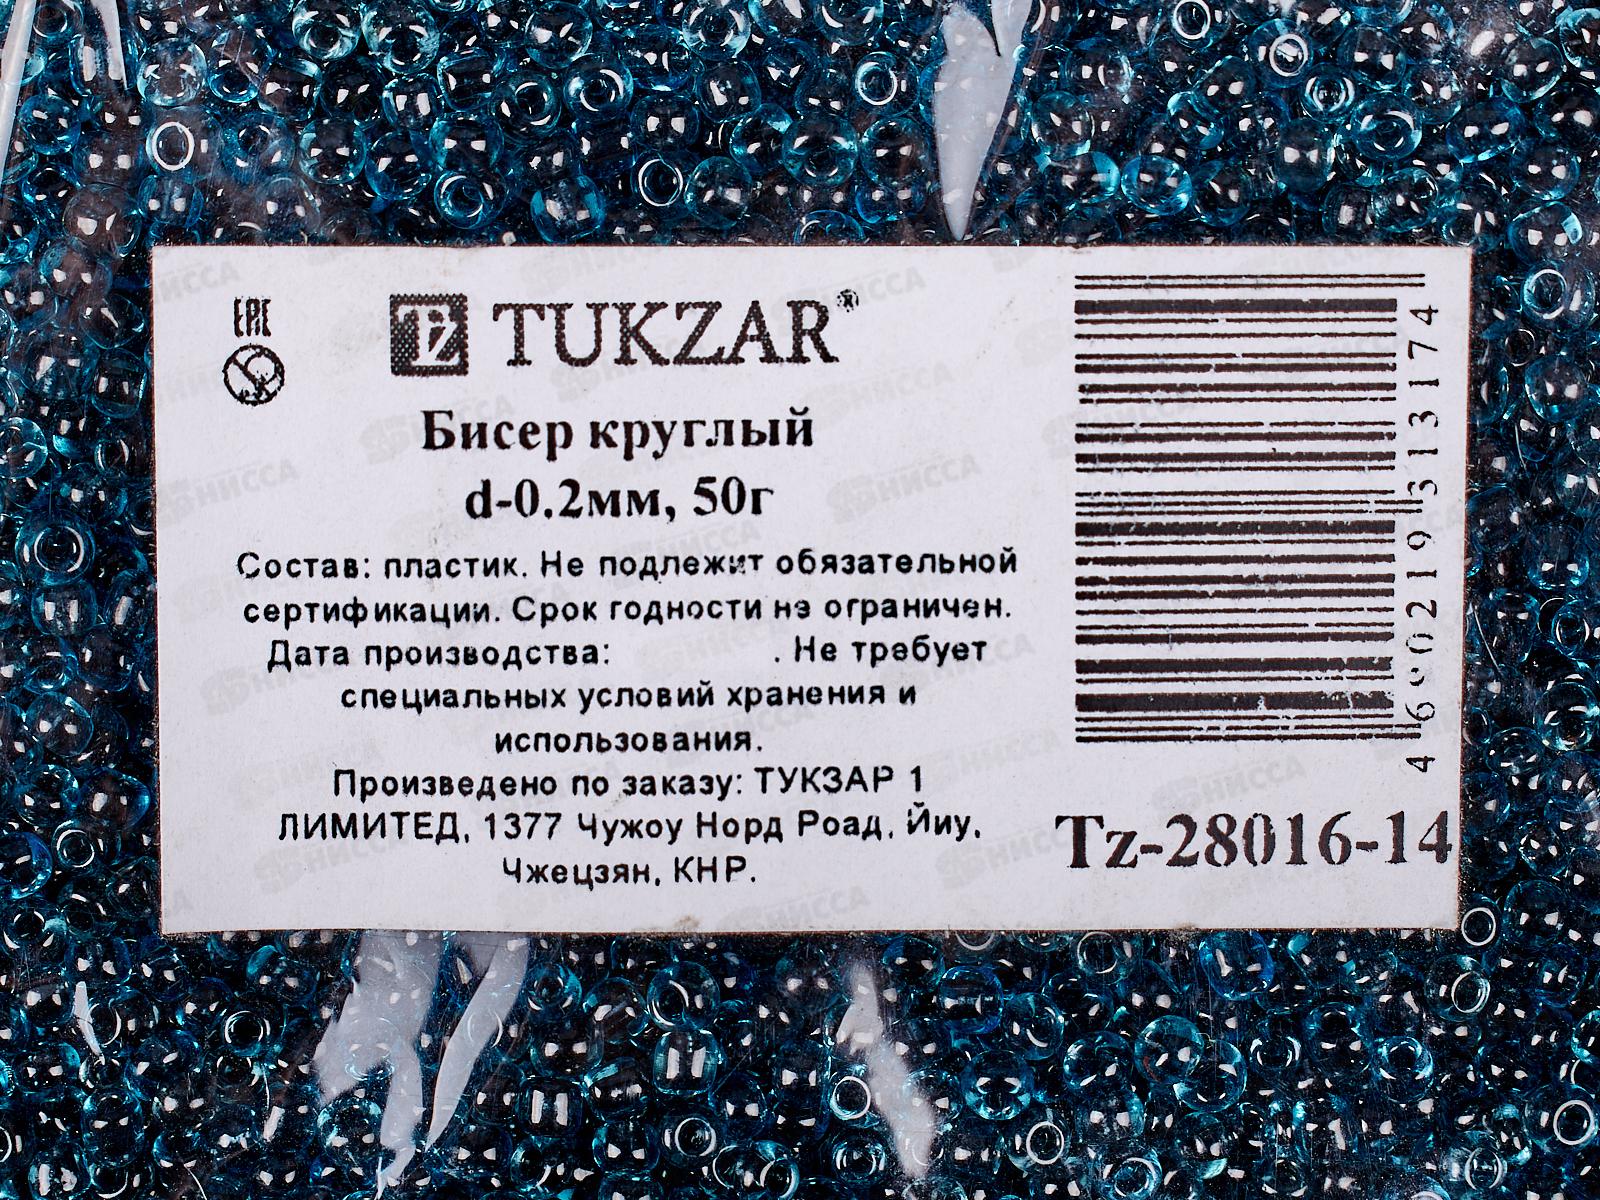 EAC
TUKZAR®
Бисер круглый
d-0.2мм, 50г
Состав: пластик. Не подлежит обязательной
сертификации. Срок годности не ограничен.
Дата производства: . Не требует
специальных условий хранения и
использования.
Произведено по заказу: ТУКЗАР 1
ЛИМИТЕД, 1377 Чужоу Норд Роад, Йиу,
Чжецзян, КНР.
Tz-28016-14
НИССА